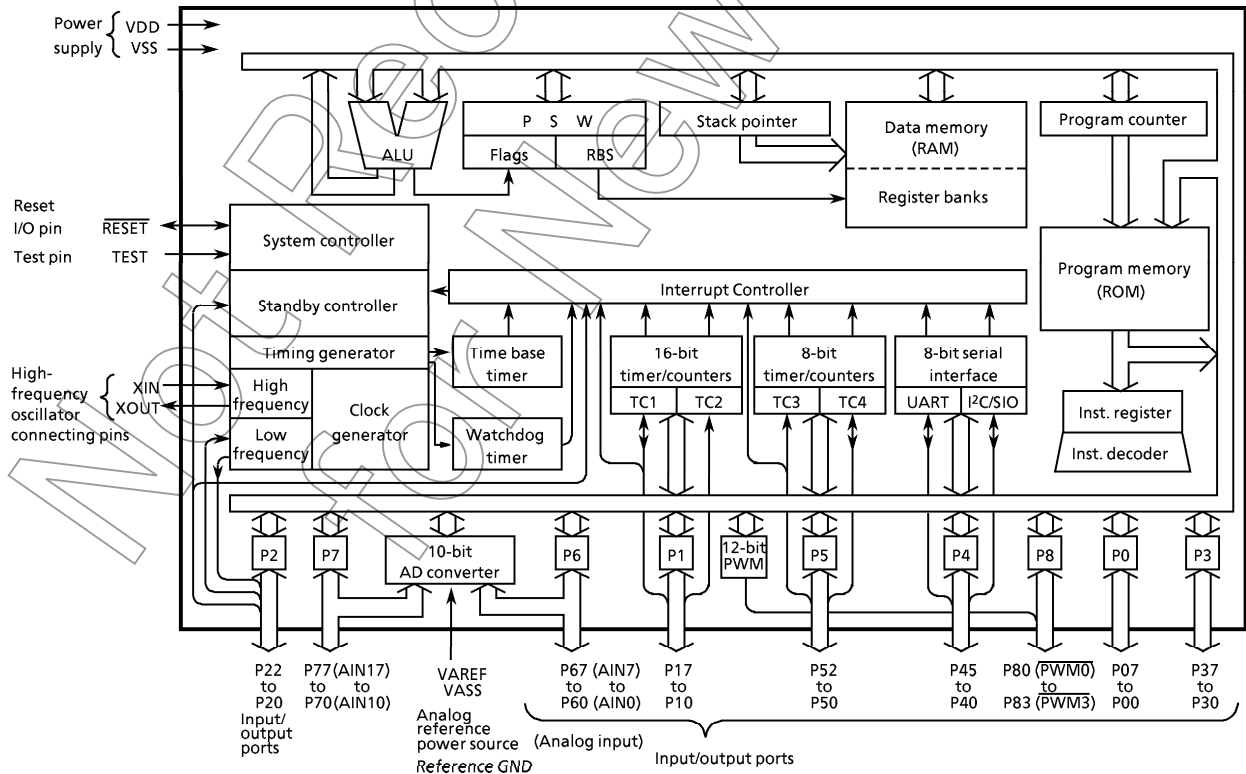 Power
supply
VDD
VSS
P S W
Stack pointer
Data memory
(RAM)
Program counter
ALU
Flags
RBS
Register banks
Reset
I/O pin
RESET
Test pin
TEST
System controller
Standby controller
Interrupt Controller
Program memory
(ROM)
Timing generator
Time base
timer
16-bit
timer/counters
8-bit
timer/counters
8-bit serial
interface
TC1
TC2
TC3
TC4
UART
I²C/SIO
High-
frequency
oscillator
connecting pins
XIN
XOUT
High
frequency
Low
frequency
Clock
generator
Watchdog
timer
Inst. register
Inst. decoder
P2
P7
10-bit
AD converter
P6
P1
12-bit
PWM
P5
P4
P8
P0
P3
P22
to
P20
Input/
output
ports
P77 (AIN17)
to to
P70 (AIN10)
VAREF
VASS
Analog
reference
power source
Reference GND
P67 (AIN7)
to to
P60 (AIN0)
(Analog input)
P17
to
P10
P52
to
P50
P45
to
P40
P80 (PWM0)
to
P83 (PWM3)
P07
to
P00
P37
to
P30
Input/output ports
Not Reco
for New